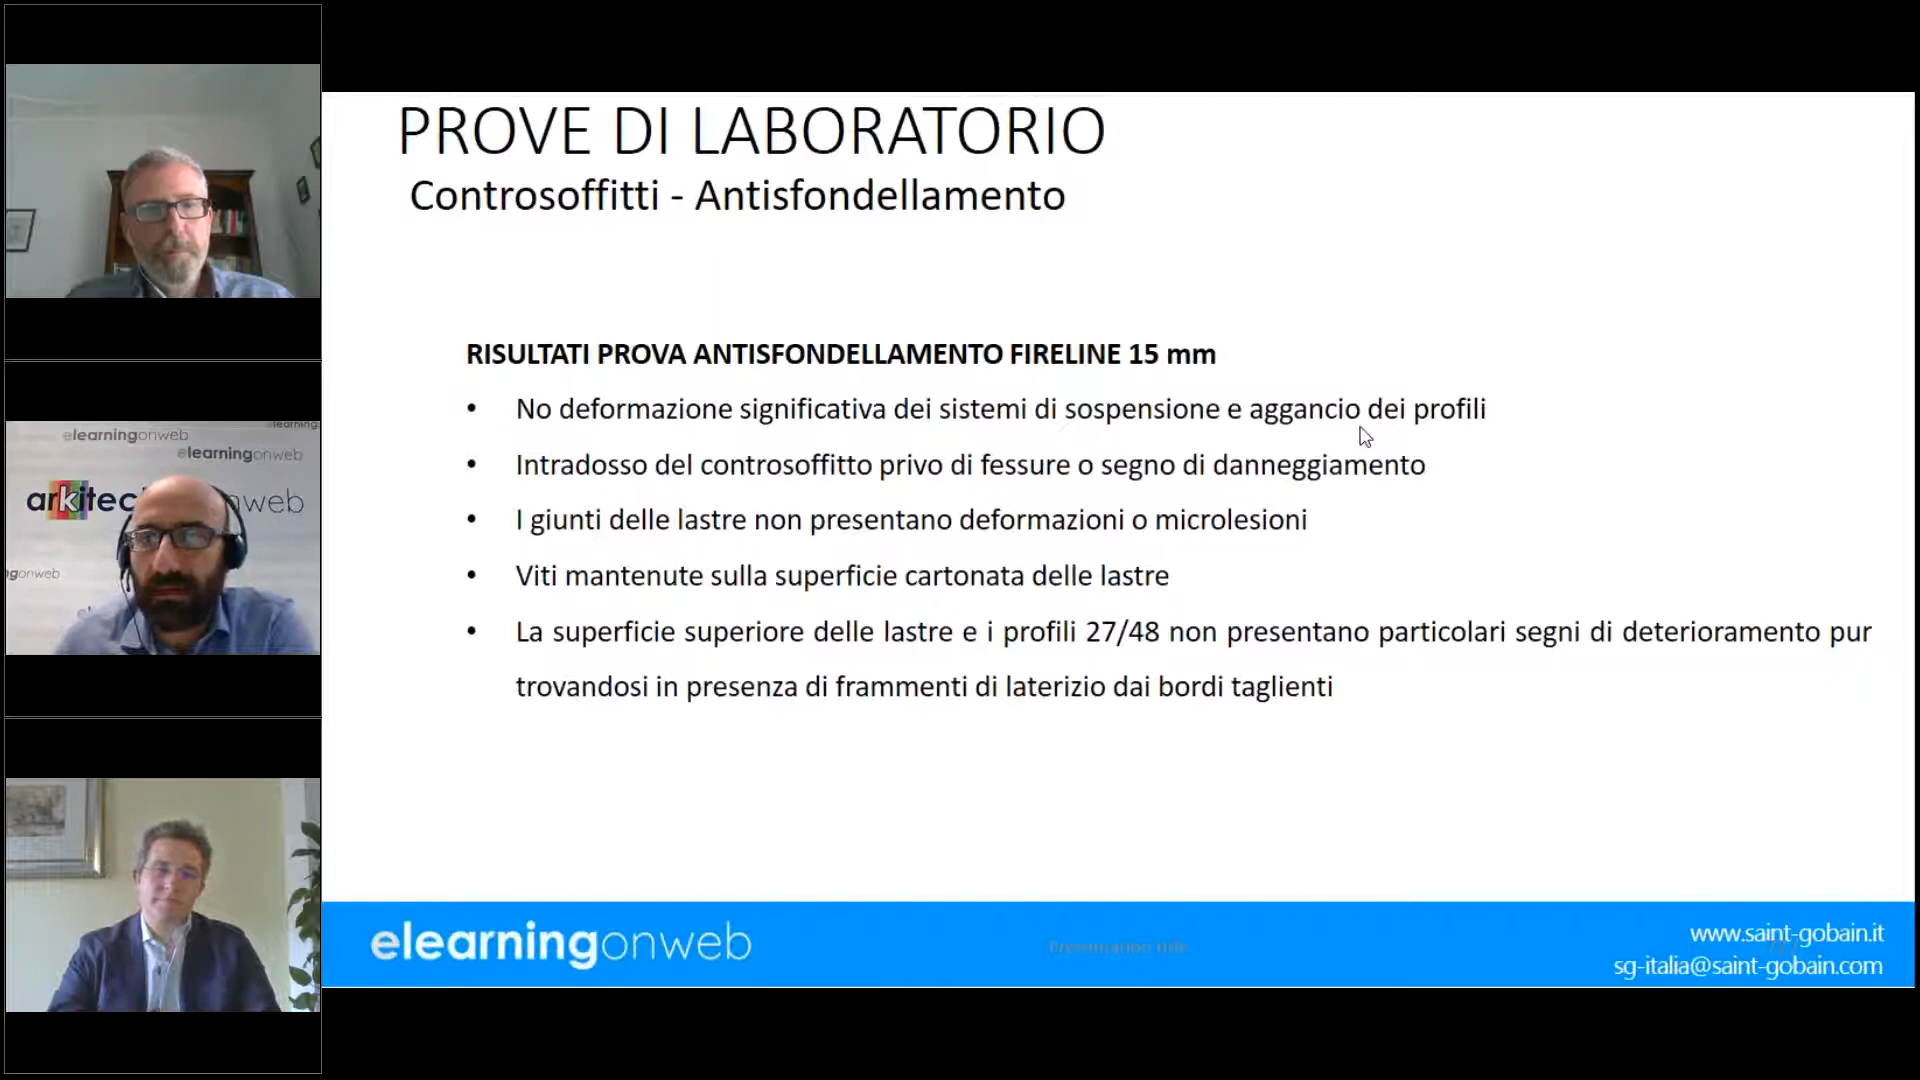 PROVE DI LABORATORIO
Controsoffitti - Antisfondellamento
RISULTATI PROVA ANTISFONDELLAMENTO FIRELINE 15 mm
• No deformazione significativa dei sistemi di sospensione e aggancio dei profili
• Intradosso del controsoffitto privo di fessure o segno di danneggiamento
• I giunti delle lastre non presentano deformazioni o microlesioni
• Viti mantenute sulla superficie cartonata delle lastre
• La superficie superiore delle lastre e i profili 27/48 non presentano particolari segni di deterioramento pur
trovandosi in presenza di frammenti di laterizio dai bordi taglienti
elearningonweb
Presentation title
www.saint-gobain.it
sg-italia@saint-gobain.com
elearning
elearningonweb
elearningonweb
arkitec
web
ngonweb